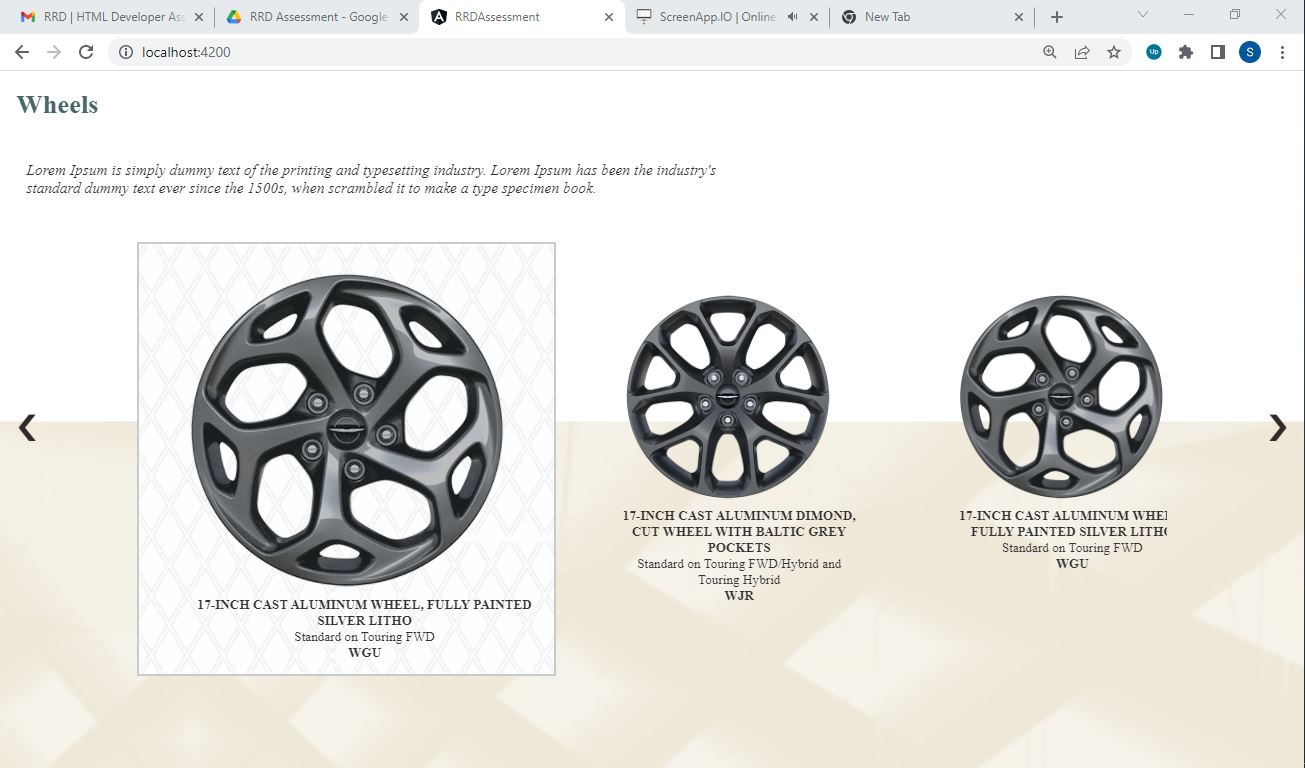 RRD | HTML Developer Ass
RRD Assessment - Google
RRDAssessment
ScreenApp.IO | Online
New Tab
localhost:4200
Up
S
Wheels
Lorem Ipsum is simply dummy text of the printing and typesetting industry. Lorem Ipsum has been the industry's
standard dummy text ever since the 1500s, when scrambled it to make a type specimen book.
17-INCH CAST ALUMINUM WHEEL, FULLY PAINTED
SILVER LITHO
Standard on Touring FWD
WGU
17-INCH CAST ALUMINUM DIMOND,
CUT WHEEL WITH BALTIC GREY
POCKETS
Standard on Touring FWD/Hybrid and
Touring Hybrid
WJR
17-INCH CAST ALUMINUM WHEE
FULLY PAINTED SILVER LITHO
Standard on Touring FWD
WGU